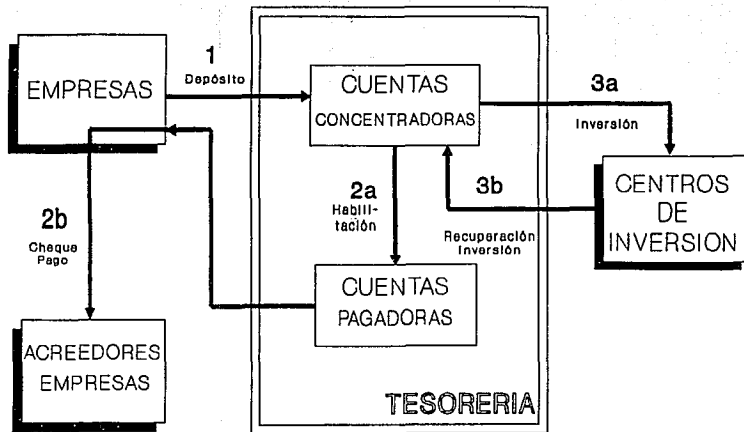 1
Depósito
EMPRESAS
CUENTAS
CONCENTRADORAS
3a
Inversión
2b
Cheque
Pago
2a
Habili-
tación
3b
Recuperación
Inversión
CENTROS
DE
INVERSION
CUENTAS
PAGADORAS
ACREEDORES
EMPRESAS
TESORERIA